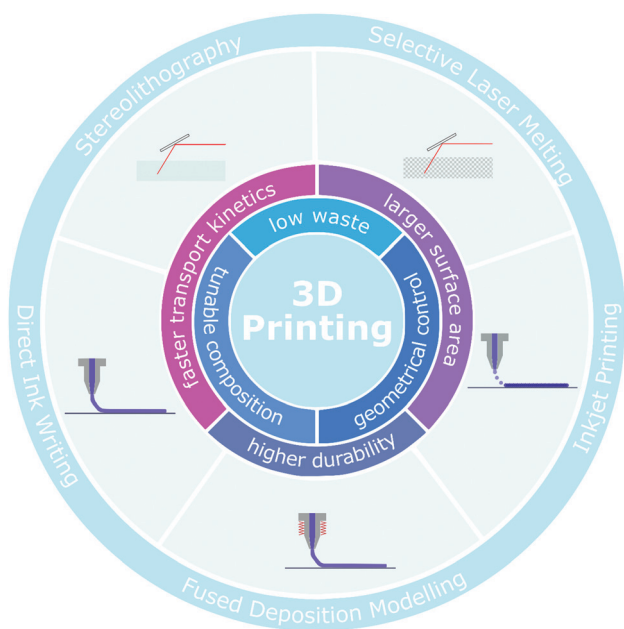 Stereolithography
Selective Laser Melting
Direct Ink Writing
Inkjet Printing
Fused Deposition Modelling
faster transport kinetics
larger surface area
higher durability
low waste
tunable composition
geometrical control
3D
Printing